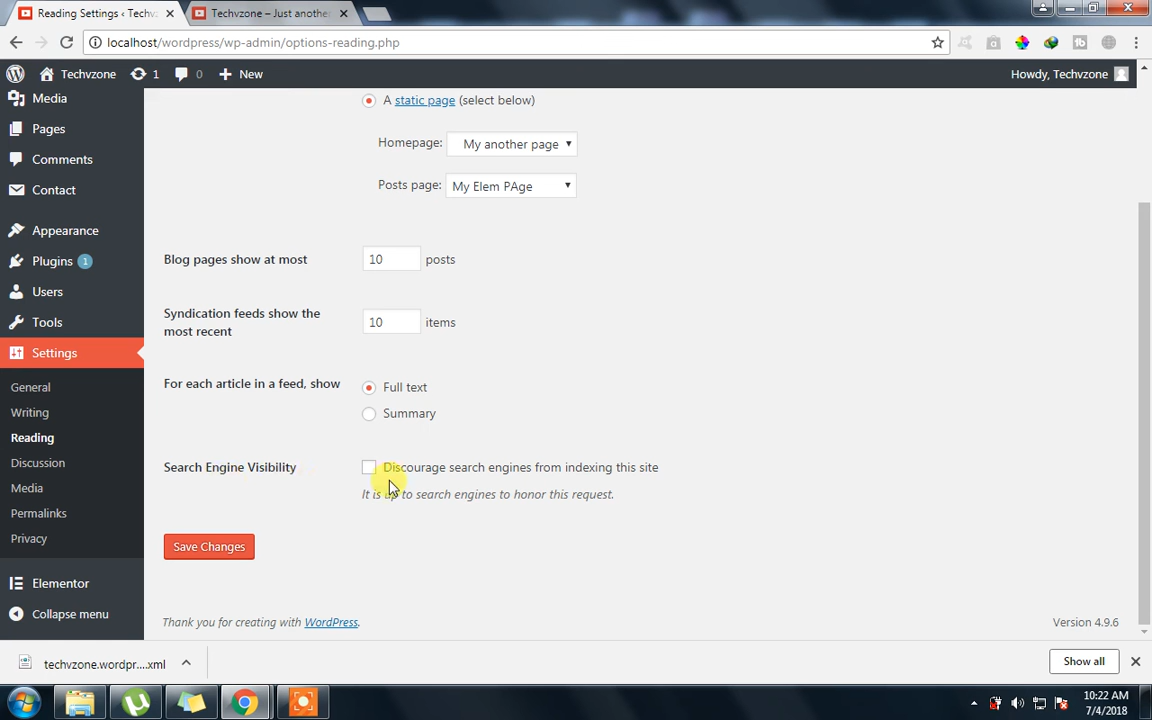 Reading Settings ‹ Techv:
Techvzone – Just anothe
localhost/wordpress/wp-admin/options-reading.php
Techvzone
1
0
New
Howdy, Techvzone
Media
Pages
Comments
Contact
Appearance
Plugins 1
Users
Tools
Settings
General
Writing
Reading
Discussion
Media
Permalinks
Privacy
Elementor
Collapse menu
A static page (select below)
Homepage: My another page
Posts page: My Elem PAge
Blog pages show at most 10 posts
Syndication feeds show the
most recent
10 items
For each article in a feed, show
Full text
Summary
Search Engine Visibility
Discourage search engines from indexing this site
It is up to search engines to honor this request.
Save Changes
Thank you for creating with WordPress.
Version 4.9.6
techvzone.wordpr....xml
Show all
10:22 AM
7/4/2018